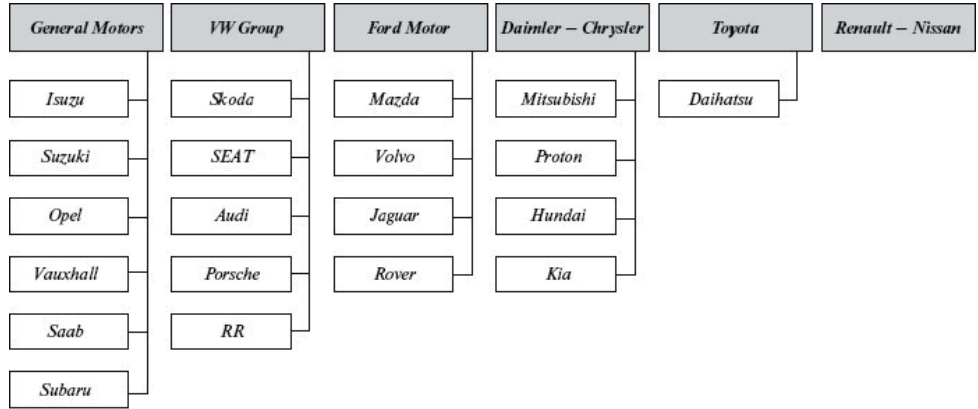 General Motors
VW Group
Ford Motor
Daimler – Chrysler
Toyota
Renault – Nissan
Isuzu
Skoda
Mazda
Mitsubishi
Daihatsu
Suzuki
SEAT
Volvo
Proton
Opel
Audi
Jaguar
Hundai
Vauxhall
Porsche
Rover
Kia
Saab
RR
Subaru